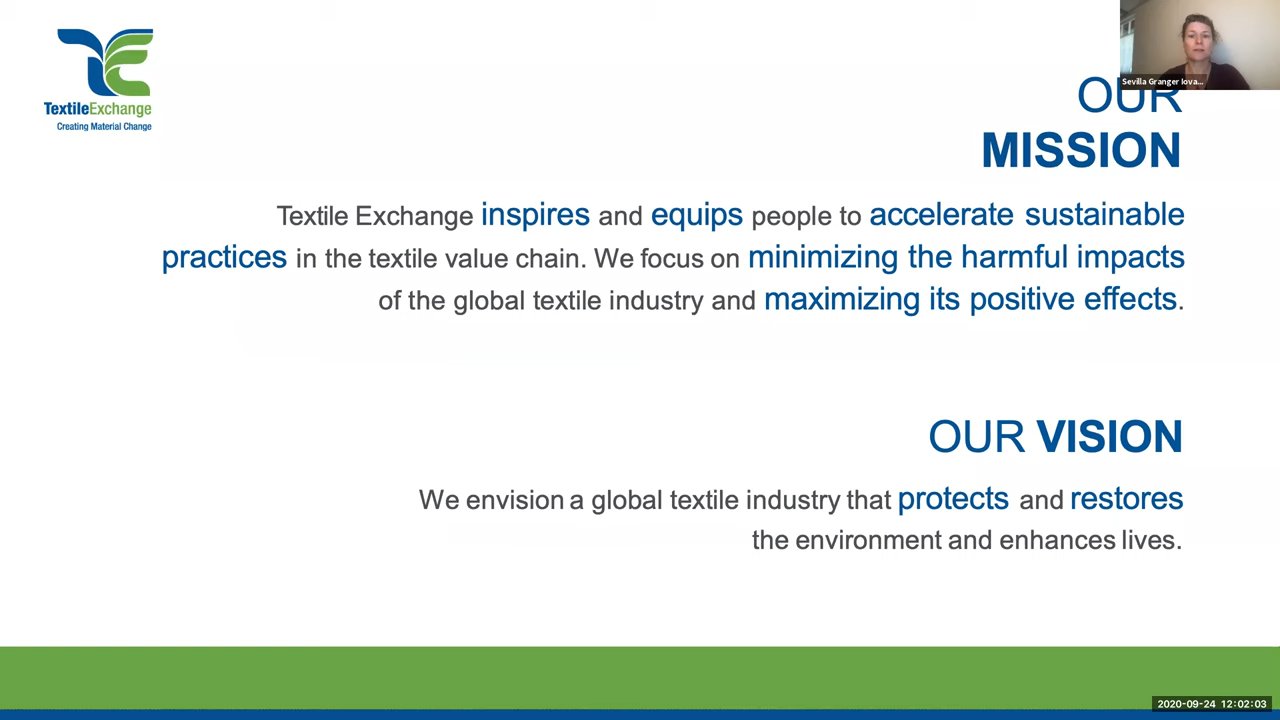 TextileExchange
Creating Material Change
Sevilla Granger Iova...
OUR
MISSION
Textile Exchange inspires and equips people to accelerate sustainable
practices in the textile value chain. We focus on minimizing the harmful impacts
of the global textile industry and maximizing its positive effects.
OUR VISION
We envision a global textile industry that protects and restores
the environment and enhances lives.
2020-09-24 12:02:03